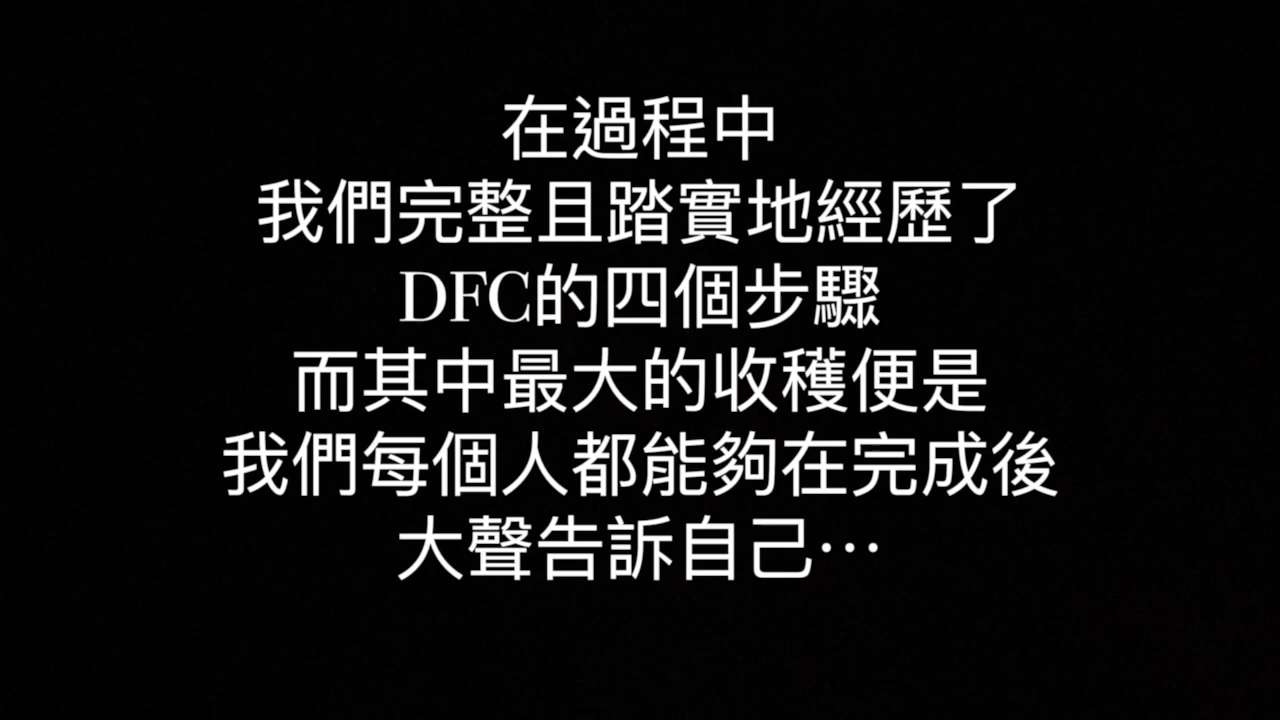 在過程中
我們完整且踏實地經歷了
DFC的四個步驟
而其中最大的收穫便是
我們每個人都能夠在完成後
大聲告訴自己⋯